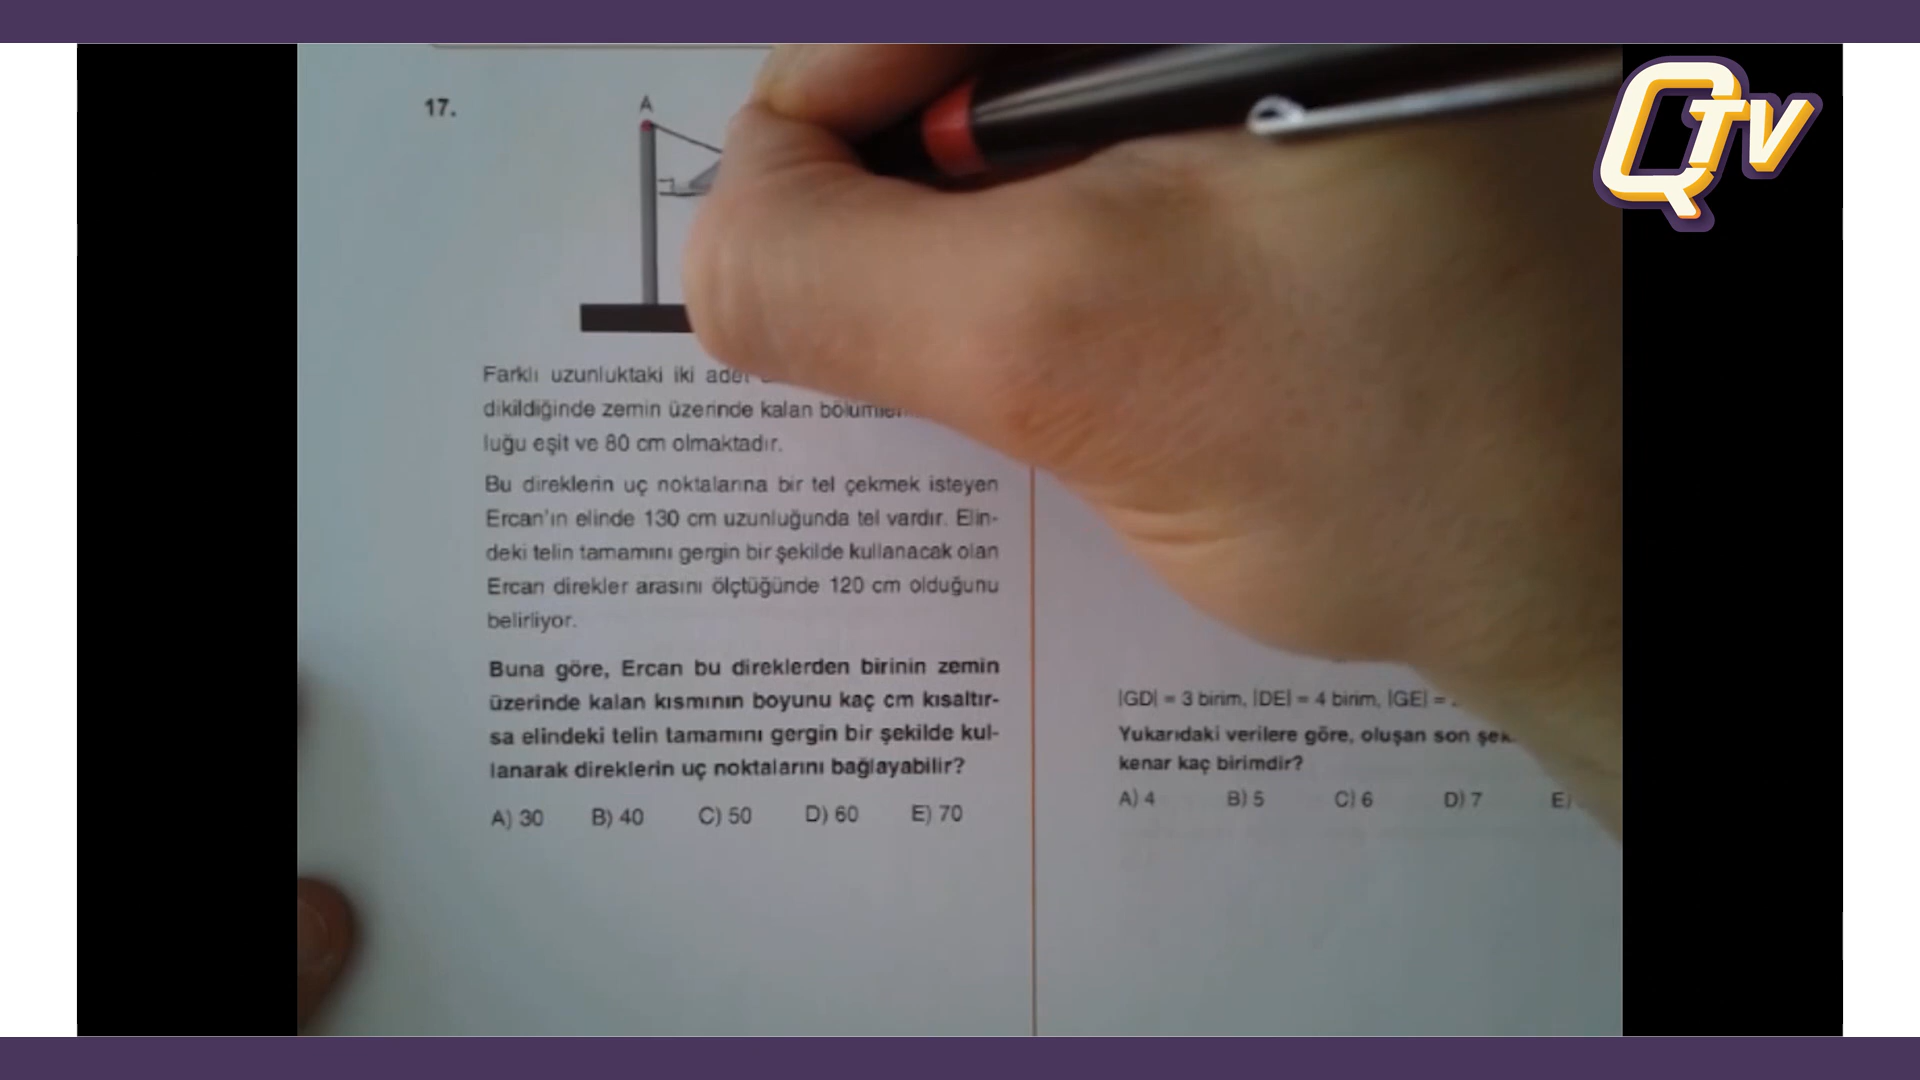 17.
A
Farklı uzunluktaki iki adet
dikildiğinde zemin üzerinde kalan
luğu eşit ve 80 cm olmaktadır.
Bu direklerin uç noktalarına bir tel çekmek isteyen
Ercan'ın elinde 130 cm uzunluğunda tel vardır. Elin-
deki telin tamamını gergin bir şekilde kullanacak olan
Ercan direkler arasını ölçtüğünde 120 cm olduğunu
belirliyor.
Buna göre, Ercan bu direklerden birinin zemin
üzerinde kalan kısmının boyunu kaç cm kısaltır-
sa elindeki telin tamamını gergin bir şekilde kul-
lanarak direklerin uç noktalarını bağlayabilir?
A) 30 B) 40 C) 50 D) 60 E) 70
|GD| = 3 birim, |DE| = 4 birim, |GE| =
Yukarıdaki verilere göre, oluşan son
kenar kaç birimdir?
A) 4 B) 5 C) 6 D) 7 E)
QTV